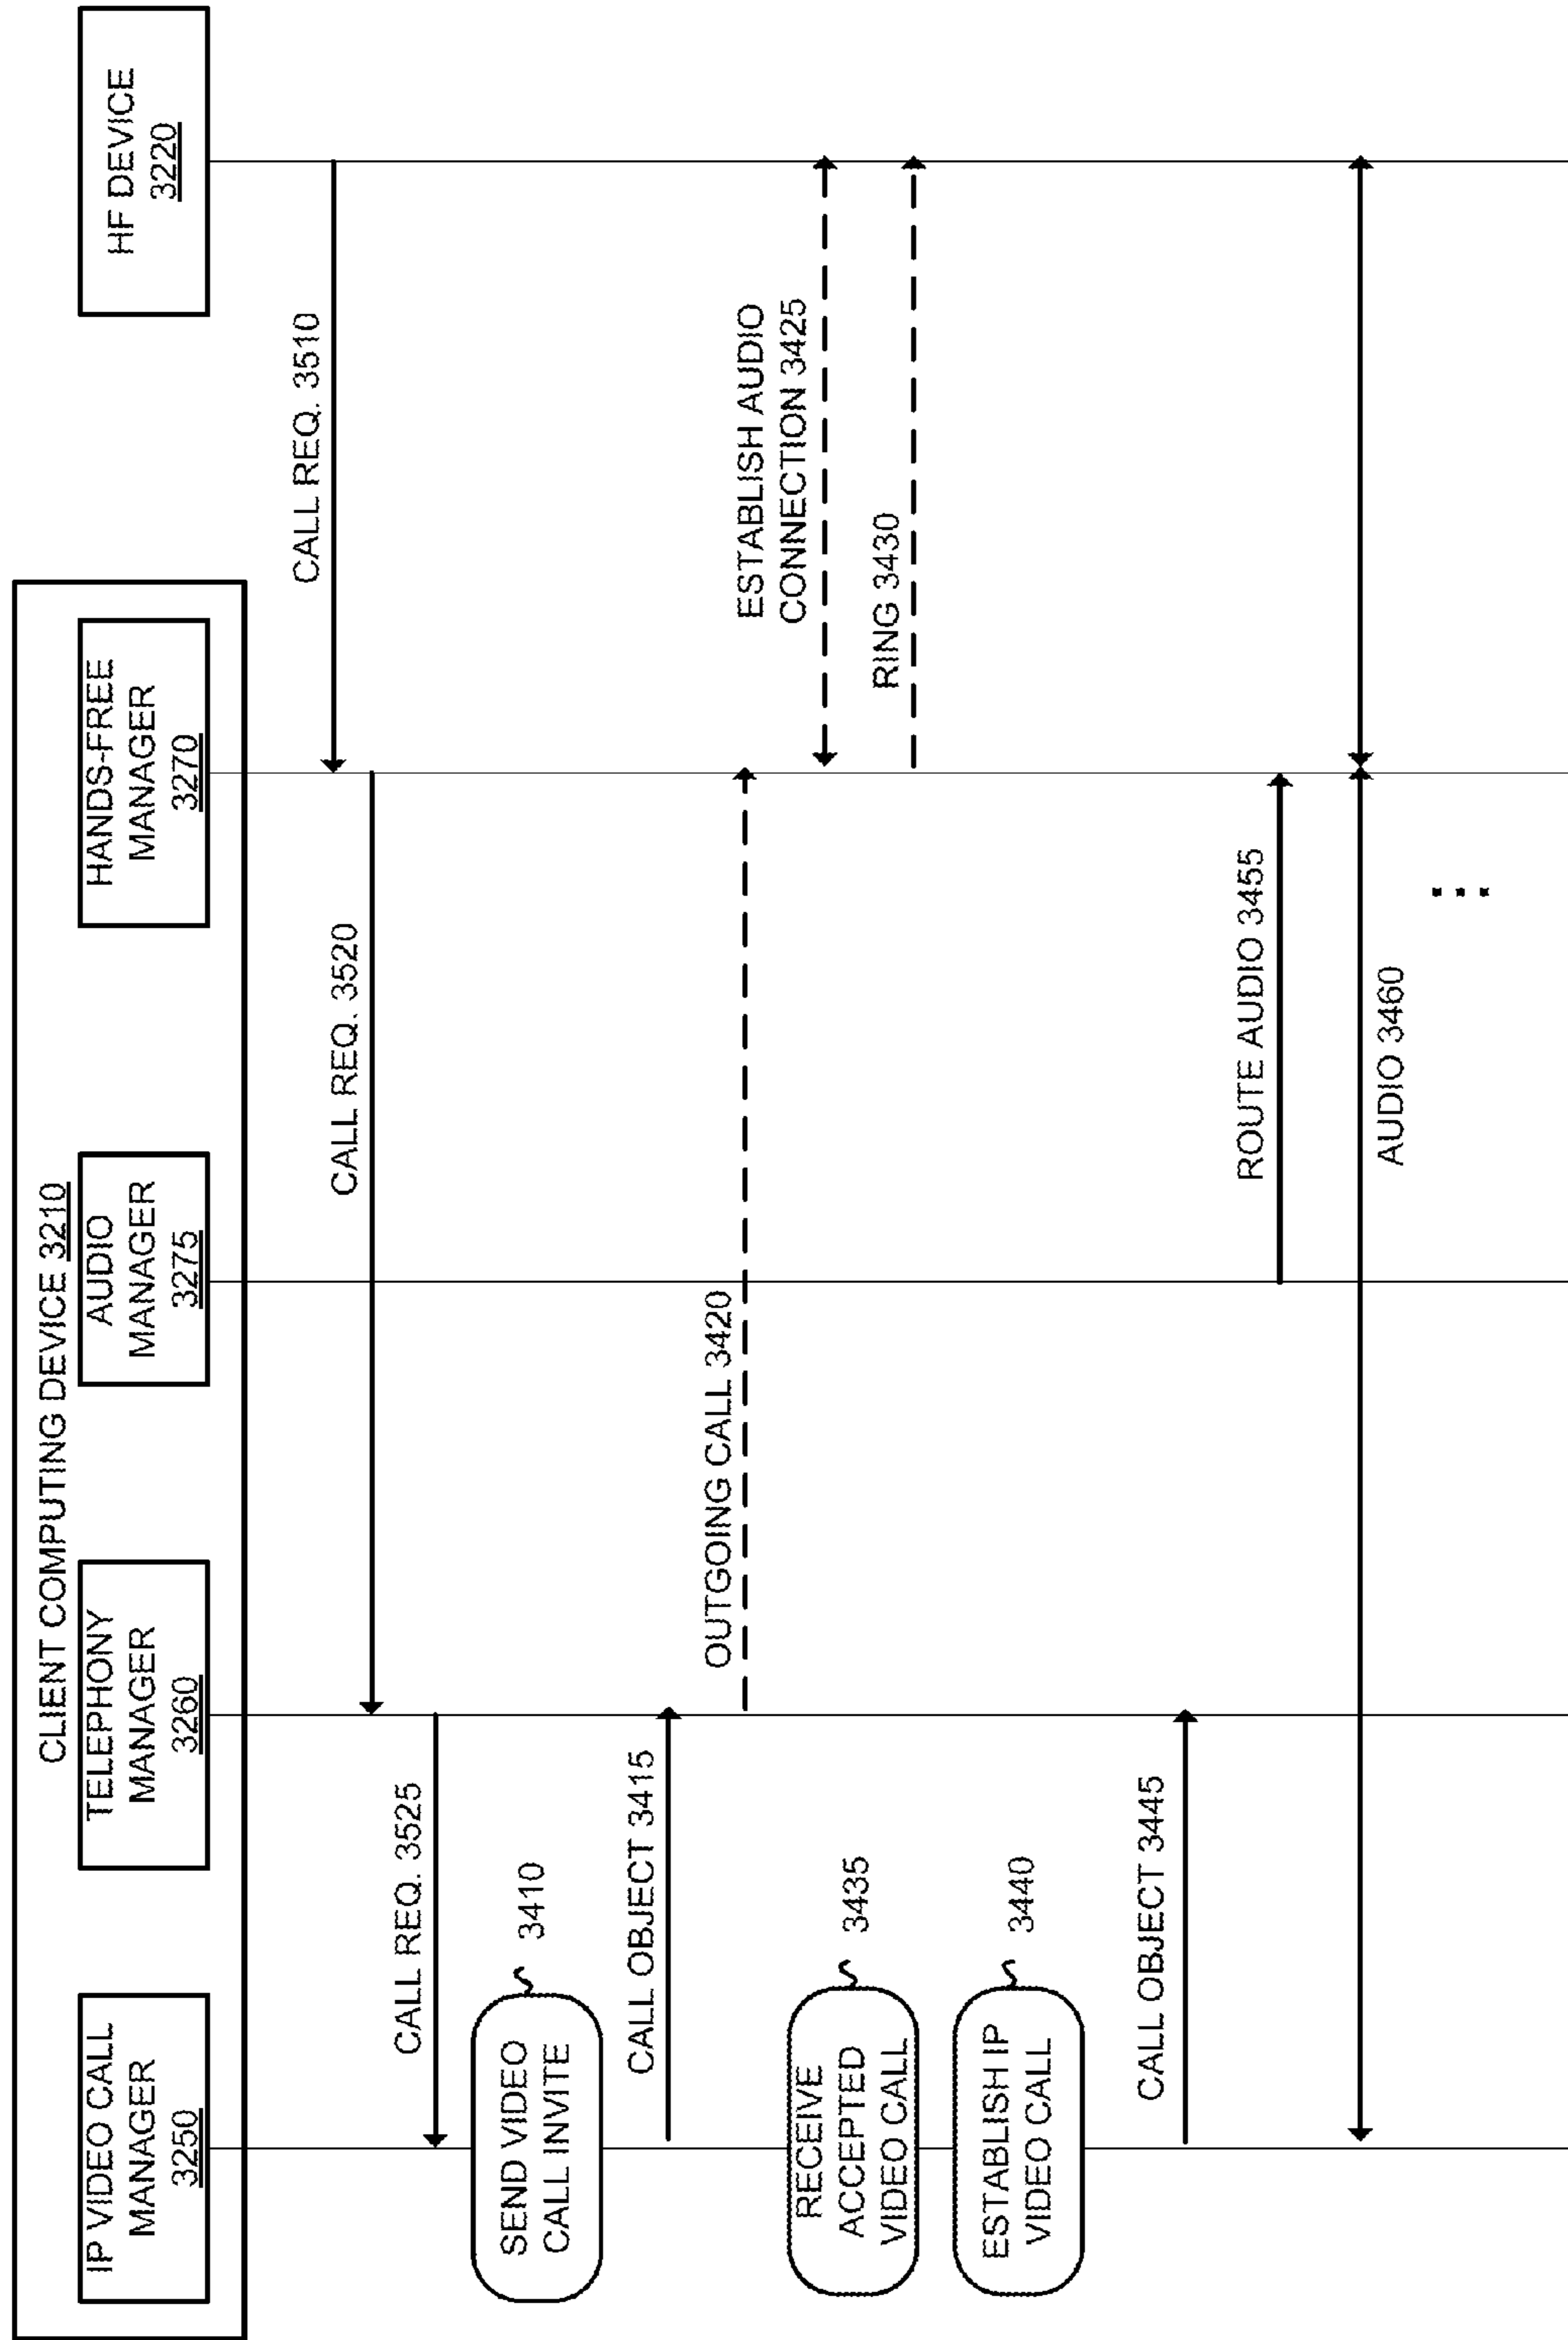 CLIENT COMPUTING DEVICE 3210
IP VIDEO CALL
MANAGER
3250
TELEPHONY
MANAGER
3260
AUDIO
MANAGER
3275
HANDS-FREE
MANAGER
3270
HF DEVICE
3220
CALL REQ. 3510
CALL REQ. 3520
CALL REQ. 3525
SEND VIDEO
CALL INVITE
3410
CALL OBJECT 3415
OUTGOING CALL 3420
ESTABLISH AUDIO
CONNECTION 3425
RING 3430
RECEIVE
ACCEPTED
VIDEO CALL
3435
ESTABLISH IP
VIDEO CALL
3440
CALL OBJECT 3445
ROUTE AUDIO 3455
AUDIO 3460
...